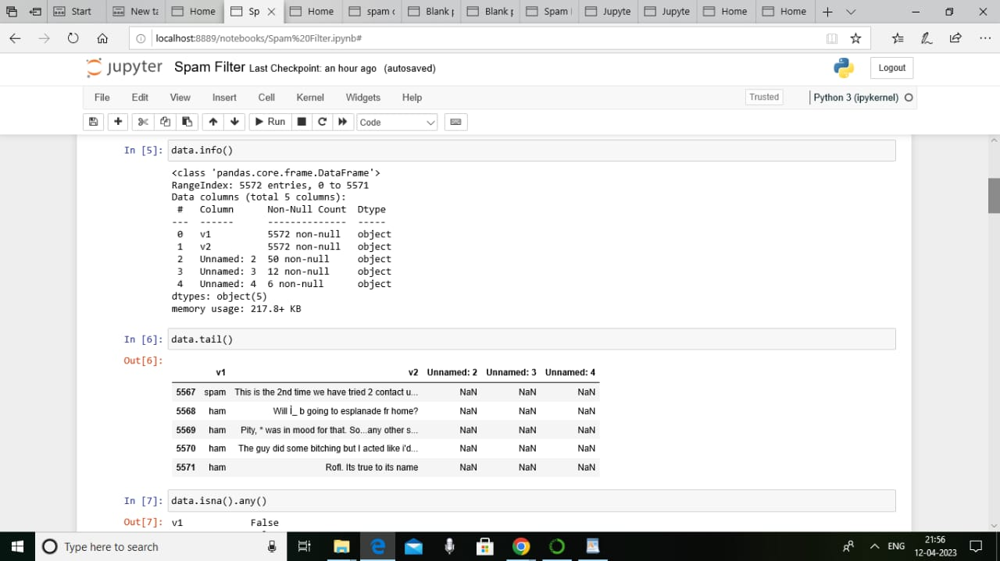 Start New ta Home Sp Home spam c Blank p Blank p Spam Jupyte Jupyte Home Home
localhost:8889/notebooks/Spam%20Filter.ipynb#
jupyter Spam Filter Last Checkpoint: an hour ago (autosaved) Logout
File Edit View Insert Cell Kernel Widgets Help Trusted Python 3 (ipykernel)
Run Code
In [5]: data.info()
<class 'pandas.core.frame.DataFrame'>
RangeIndex: 5572 entries, 0 to 5571
Data columns (total 5 columns):
# Column Non-Null Count Dtype
--- ------ -------------- -----
0 v1 5572 non-null object
1 v2 5572 non-null object
2 Unnamed: 2 50 non-null object
3 Unnamed: 3 12 non-null object
4 Unnamed: 4 6 non-null object
dtypes: object(5)
memory usage: 217.8+ KB
In [6]: data.tail()
Out[6]:
v1 v2 Unnamed: 2 Unnamed: 3 Unnamed: 4
5567 spam This is the 2nd time we have tried 2 contact u... NaN NaN NaN
5568 ham Will Ì_ b going to esplanade fr home? NaN NaN NaN
5569 ham Pity, * was in mood for that. So...any other s... NaN NaN NaN
5570 ham The guy did some bitching but I acted like i'd... NaN NaN NaN
5571 ham Rofl. Its true to its name NaN NaN NaN
In [7]: data.isna().any()
Out[7]: v1 False
Type here to search ENG 21:56
12-04-2023